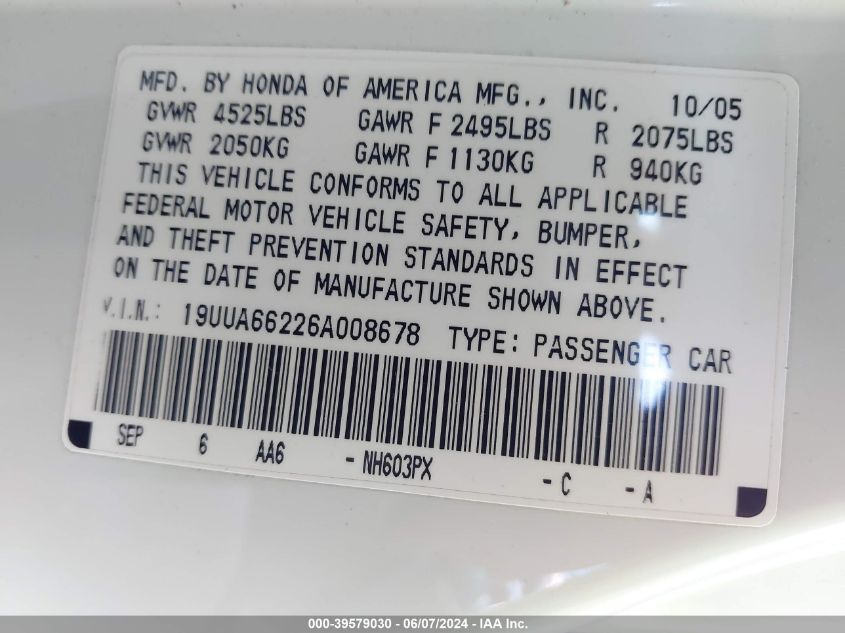 MFD. BY HONDA OF AMERICA MFG., INC. 10/05
GVWR 4525LBS GAWR F 2495LBS R 2075LBS
GVWR 2050KG GAWR F 1130KG R 940KG
THIS VEHICLE CONFORMS TO ALL APPLICABLE
FEDERAL MOTOR VEHICLE SAFETY, BUMPER,
AND THEFT PREVENTION STANDARDS IN EFFECT
ON THE DATE OF MANUFACTURE SHOWN ABOVE.
V.I.N.: 19UUA66226A008678 TYPE: PASSENGER CAR
SEP 6 AA6 - NH603PX - C - A
000-39579030 - 06/07/2024 - IAA Inc.